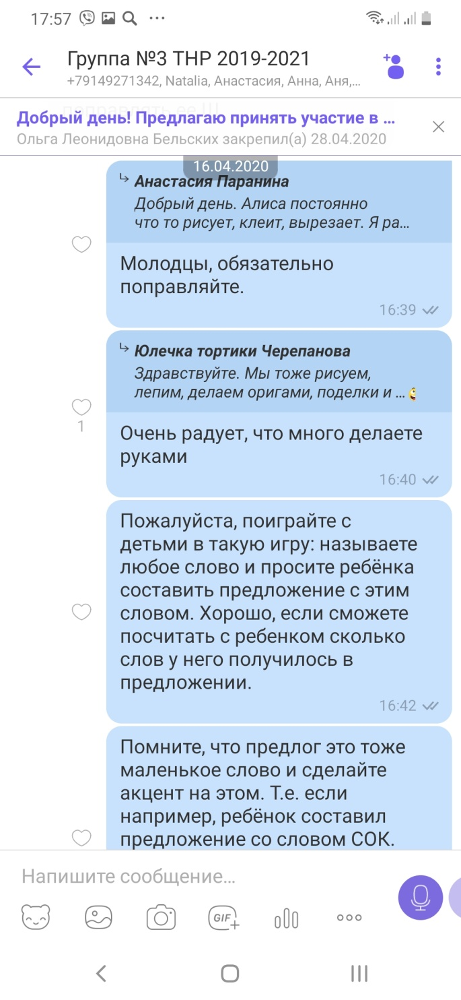 17:57
Группа №3 ТНР 2019-2021
+79149271342, Natalia, Анастасия, Анна, Аня,...
поправлять ее !!!
Добрый день! Предлагаю принять участие в ...
Ольга Леонидовна Бельских закрепил(а) 28.04.2020
16.04.2020
Анастасия Паранина
Добрый день. Алиса постоянно
что то рисует, клеит, вырезает. Я ра...
Молодцы, обязательно
поправляйте.
16:39
Юлечка тортики Черепанова
Здравствуйте. Мы тоже рисуем,
лепим, делаем оригами, поделки и ...
1
Очень радует, что много делаете
руками
16:40
Пожалуйста, поиграйте с
детьми в такую игру: называете
любое слово и просите ребёнка
составить предложение с этим
словом. Хорошо, если сможете
посчитать с ребенком сколько
слов у него получилось в
предложении.
16:42
Помните, что предлог это тоже
маленькое слово и сделайте
акцент на этом. Т.е. если
например, ребёнок составил
предложение со словом СОК.
Напишите сообщение...
GIF